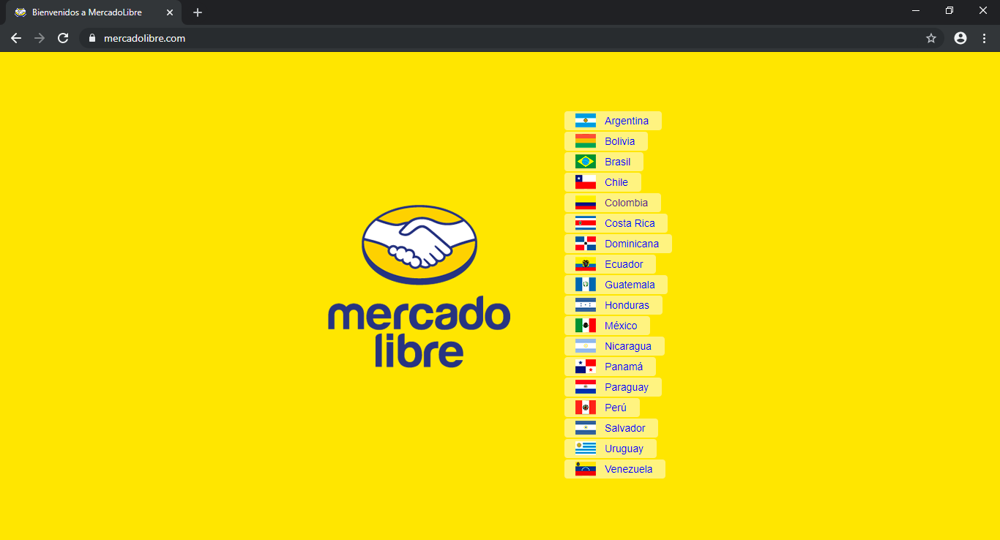 Bienvenidos a MercadoLibre
mercadolibre.com
mercado
libre
Argentina
Bolivia
Brasil
Chile
Colombia
Costa Rica
Dominicana
Ecuador
Guatemala
Honduras
México
Nicaragua
Panamá
Paraguay
Perú
Salvador
Uruguay
Venezuela